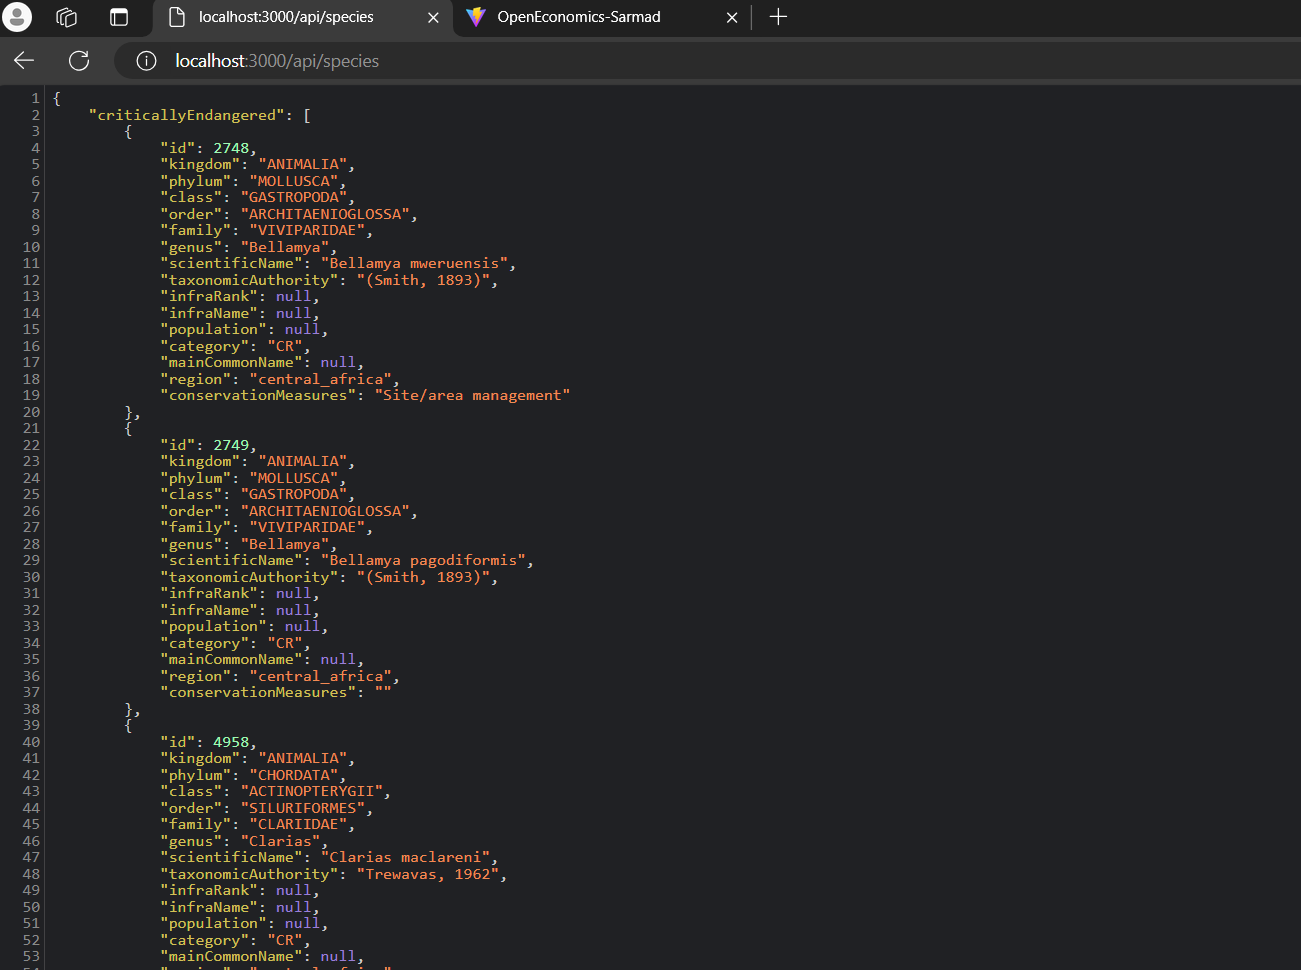 localhost:3000/api/species
OpenEconomics-Sarmad
localhost:3000/api/species
1 {
2 "criticallyEndangered": [
3 {
4 "id": 2748,
5 "kingdom": "ANIMALIA",
6 "phylum": "MOLLUSCA",
7 "class": "GASTROPODA",
8 "order": "ARCHITAENIOGLOSSA",
9 "family": "VIVIPARIDAE",
10 "genus": "Bellamya",
11 "scientificName": "Bellamya mweruensis",
12 "taxonomicAuthority": "(Smith, 1893)",
13 "infraRank": null,
14 "infraName": null,
15 "population": null,
16 "category": "CR",
17 "mainCommonName": null,
18 "region": "central_africa",
19 "conservationMeasures": "Site/area management"
20 },
21 {
22 "id": 2749,
23 "kingdom": "ANIMALIA",
24 "phylum": "MOLLUSCA",
25 "class": "GASTROPODA",
26 "order": "ARCHITAENIOGLOSSA",
27 "family": "VIVIPARIDAE",
28 "genus": "Bellamya",
29 "scientificName": "Bellamya pagodiformis",
30 "taxonomicAuthority": "(Smith, 1893)",
31 "infraRank": null,
32 "infraName": null,
33 "population": null,
34 "category": "CR",
35 "mainCommonName": null,
36 "region": "central_africa",
37 "conservationMeasures": ""
38 },
39 {
40 "id": 4958,
41 "kingdom": "ANIMALIA",
42 "phylum": "CHORDATA",
43 "class": "ACTINOPTERYGII",
44 "order": "SILURIFORMES",
45 "family": "CLARIIDAE",
46 "genus": "Clarias",
47 "scientificName": "Clarias maclareni",
48 "taxonomicAuthority": "Trewavas, 1962",
49 "infraRank": null,
50 "infraName": null,
51 "population": null,
52 "category": "CR",
53 "mainCommonName": null,